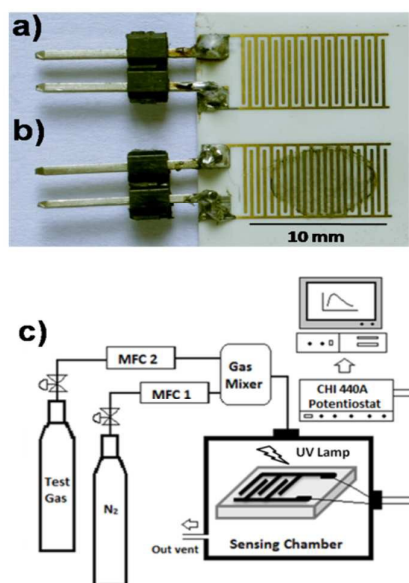 a)
b)
10 mm
c)
MFC 2
Gas
Mixer
MFC 1
CHI 440A
Potentiostat
Test
Gas
N₂
UV Lamp
Out vent
Sensing Chamber